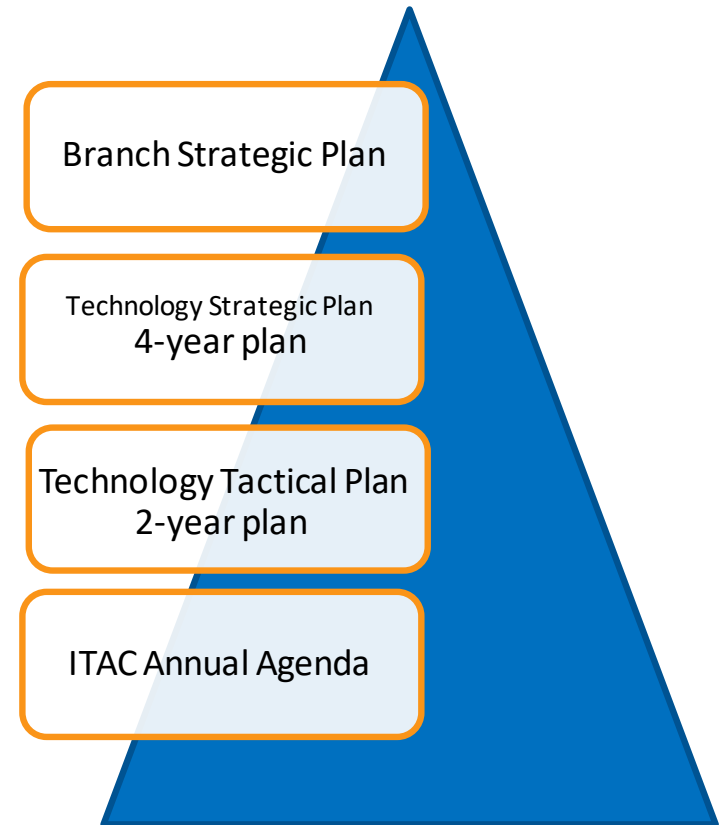 Branch Strategic Plan
Technology Strategic Plan
4-year plan
Technology Tactical Plan
2-year plan
ITAC Annual Agenda